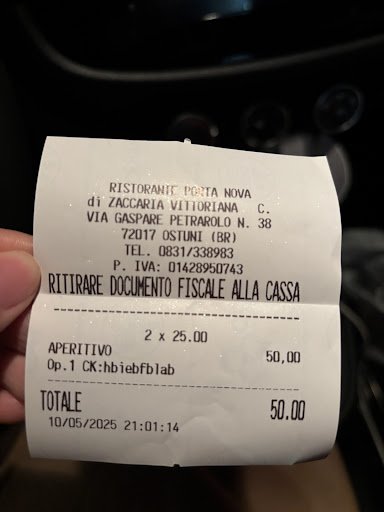 RISTORANTE PORTA NOVA
di ZACCARIA VITTORIANA C.
VIA GASPARE PETRAROLO N. 38
72017 OSTUNI (BR)
TEL. 0831/338983
P. IVA: 01428950743
RITIRARE DOCUMENTO FISCALE ALLA CASSA
2 x 25.00
APERITIVO 50,00
Op.1 CK:hbiebfblab
TOTALE 50.00
10/05/2025 21:01:14